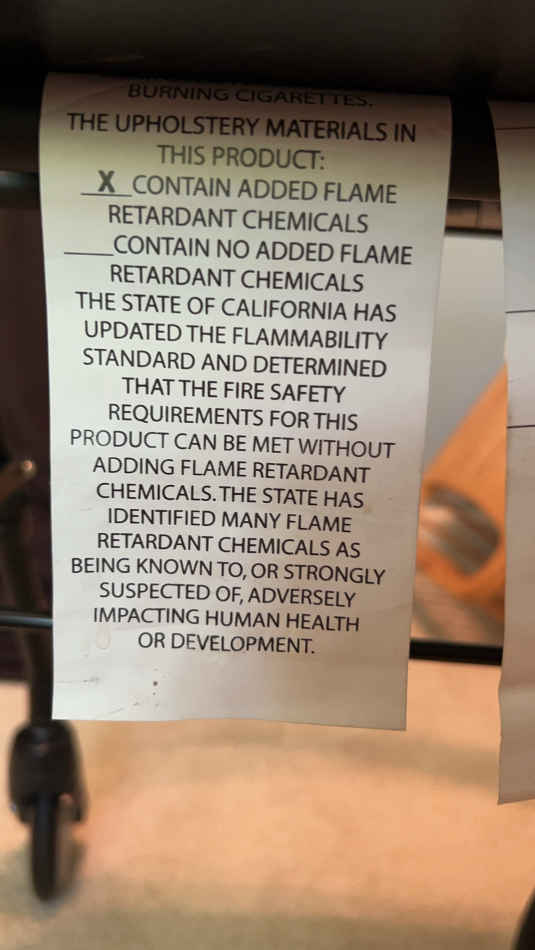 BURNING CIGARETTES.
THE UPHOLSTERY MATERIALS IN
THIS PRODUCT:
__X__CONTAIN ADDED FLAME
RETARDANT CHEMICALS
____CONTAIN NO ADDED FLAME
RETARDANT CHEMICALS
THE STATE OF CALIFORNIA HAS
UPDATED THE FLAMMABILITY
STANDARD AND DETERMINED
THAT THE FIRE SAFETY
REQUIREMENTS FOR THIS
PRODUCT CAN BE MET WITHOUT
ADDING FLAME RETARDANT
CHEMICALS. THE STATE HAS
IDENTIFIED MANY FLAME
RETARDANT CHEMICALS AS
BEING KNOWN TO, OR STRONGLY
SUSPECTED OF, ADVERSELY
IMPACTING HUMAN HEALTH
OR DEVELOPMENT.